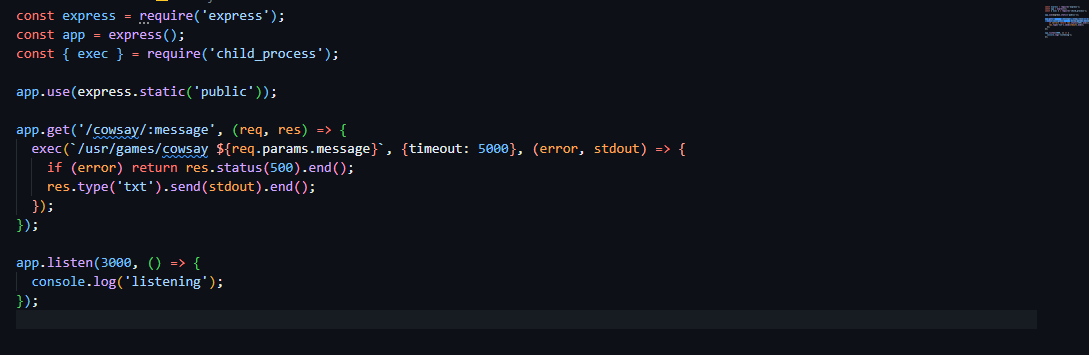 const express = require('express');
const app = express();
const { exec } = require('child_process');
app.use(express.static('public'));
app.get('/cowsay/:message', (req, res) => {
exec(`/usr/games/cowsay ${req.params.message}`, {timeout: 5000}, (error, stdout) => {
if (error) return res.status(500).end();
res.type('txt').send(stdout).end();
});
});
app.listen(3000, () => {
console.log('listening');
});